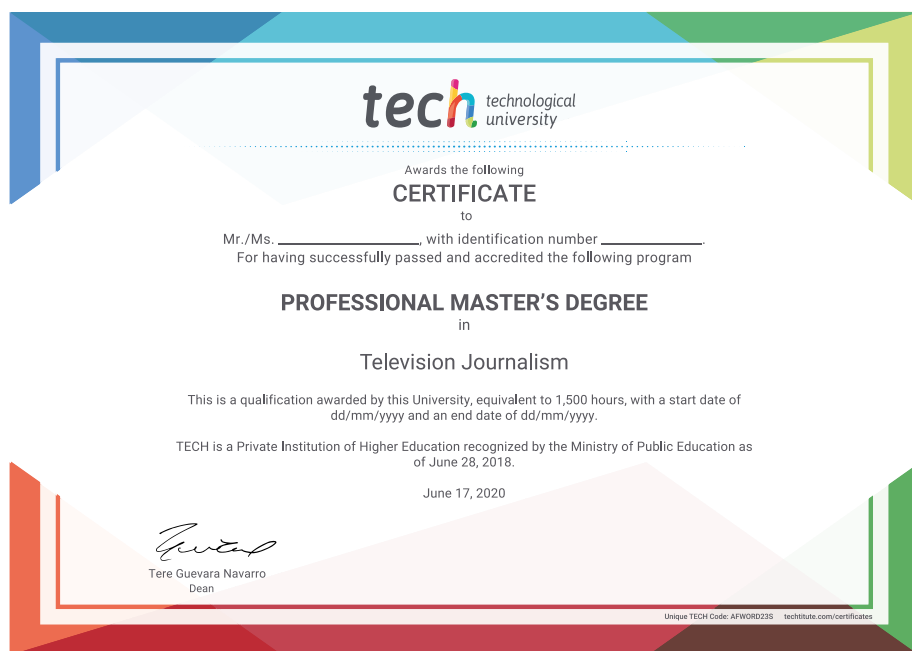 tech technological
university
Awards the following
CERTIFICATE
to
Mr./Ms. ____________________, with identification number ______________.
For having successfully passed and accredited the following program
PROFESSIONAL MASTER'S DEGREE
in
Television Journalism
This is a qualification awarded by this University, equivalent to 1,500 hours, with a start date of
dd/mm/yyyy and an end date of dd/mm/yyyy.
TECH is a Private Institution of Higher Education recognized by the Ministry of Public Education as
of June 28, 2018.
June 17, 2020
Tere Guevara Navarro
Dean
Unique TECH Code: AFWORD23S techtitute.com/certificates